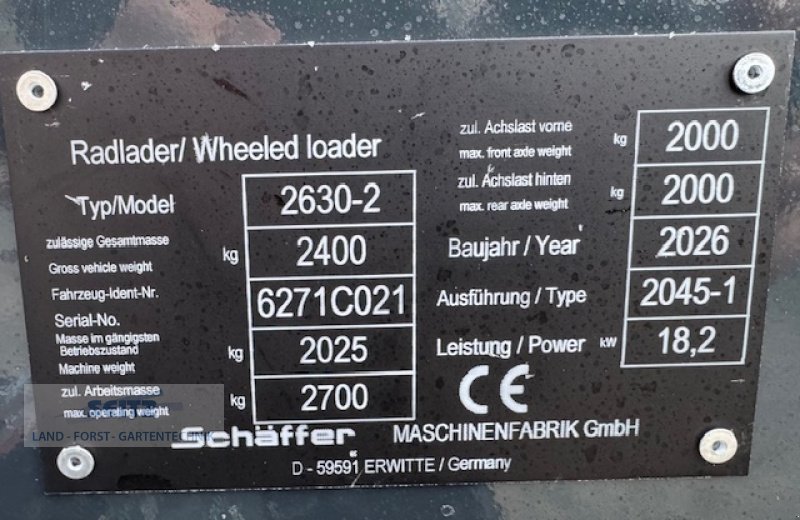 Radlader/ Wheeled loader
Typ/Model 2630-2
zulässige Gesamtmasse
Gross vehicle weight kg 2400
Fahrzeug-Ident-Nr.
Serial-No. 6271C021
Masse im gängigsten
Betriebszustand
Machine weight kg 2025
zul. Arbeitsmasse
max. operating weight kg 2700
zul. Achslast vorne
max. front axle weight kg 2000
zul. Achslast hinten
max. rear axle weight kg 2000
Baujahr / Year 2026
Ausführung / Type 2045-1
Leistung / Power kW 18,2
CE
Schäffer MASCHINENFABRIK GmbH
D - 59591 ERWITTE / Germany
LAND - FORST - GARTENTECHNIK